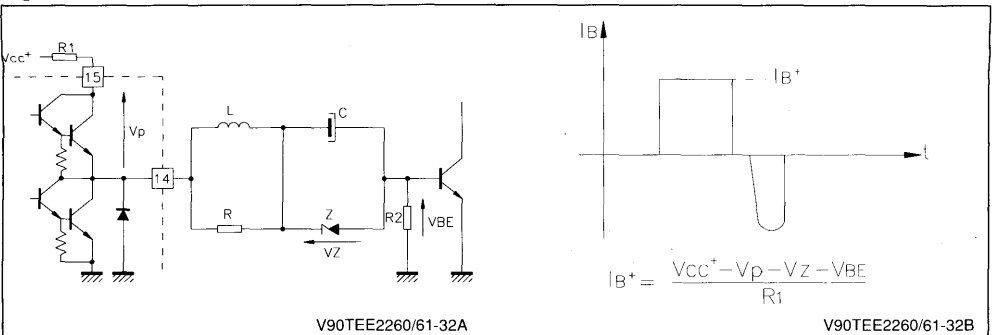 Vcc+
R1
15
Vp
14
L
C
R
Z
VZ
R2
VBE
V90TEE2260/61-32A
IB
IB+
t
IB+ = Vcc+ - Vp - VZ - VBE
R1
V90TEE2260/61-32B